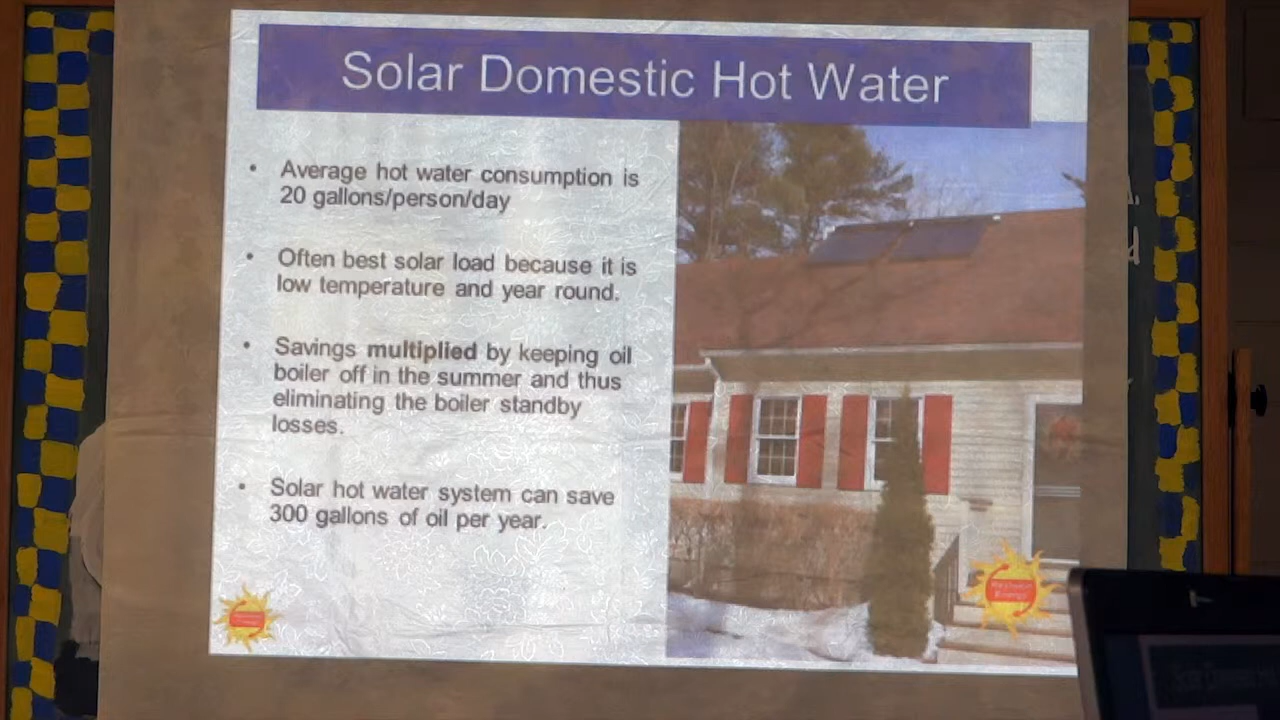 Solar Domestic Hot Water
• Average hot water consumption is
20 gallons/person/day
• Often best solar load because it is
low temperature and year round.
• Savings multiplied by keeping oil
boiler off in the summer and thus
eliminating the boiler standby
losses.
• Solar hot water system can save
300 gallons of oil per year.